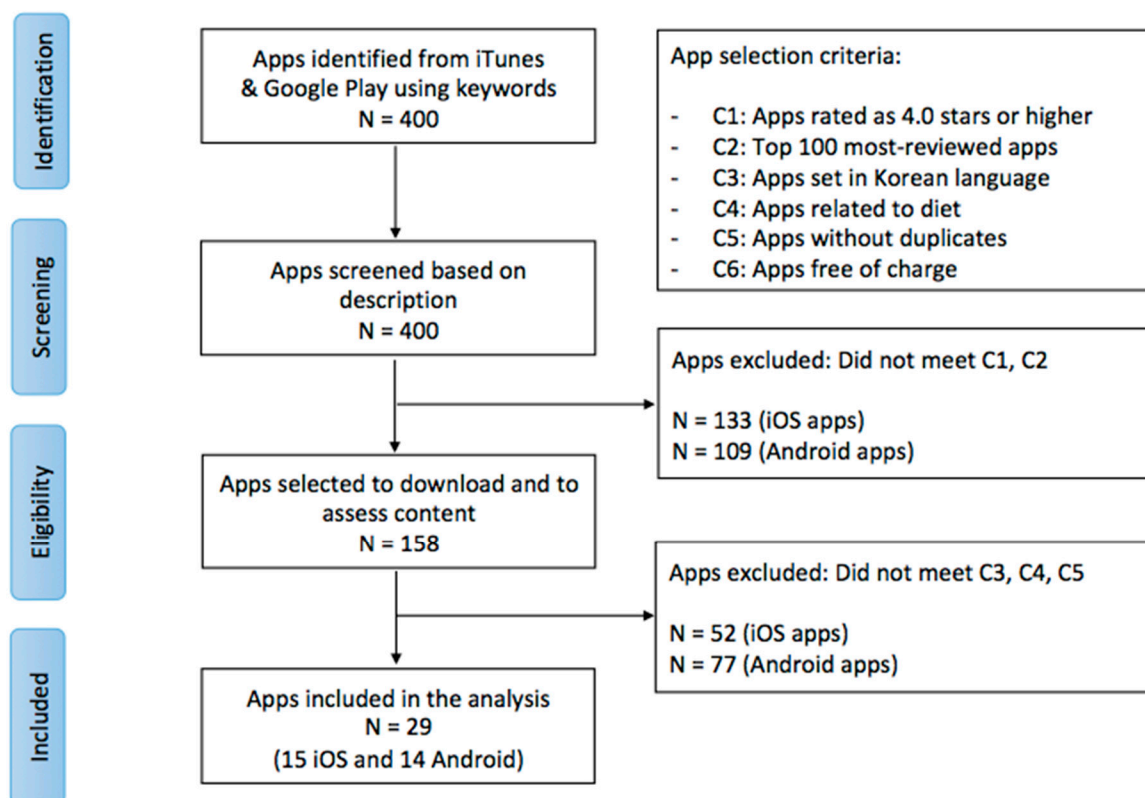 Identification
Apps identified from iTunes
& Google Play using keywords
N = 400
App selection criteria:
- C1: Apps rated as 4.0 stars or higher
- C2: Top 100 most-reviewed apps
- C3: Apps set in Korean language
- C4: Apps related to diet
- C5: Apps without duplicates
- C6: Apps free of charge
Screening
Apps screened based on
description
N = 400
Apps excluded: Did not meet C1, C2
N = 133 (iOS apps)
N = 109 (Android apps)
Eligibility
Apps selected to download and to
assess content
N = 158
Apps excluded: Did not meet C3, C4, C5
N = 52 (iOS apps)
N = 77 (Android apps)
Included
Apps included in the analysis
N = 29
(15 iOS and 14 Android)